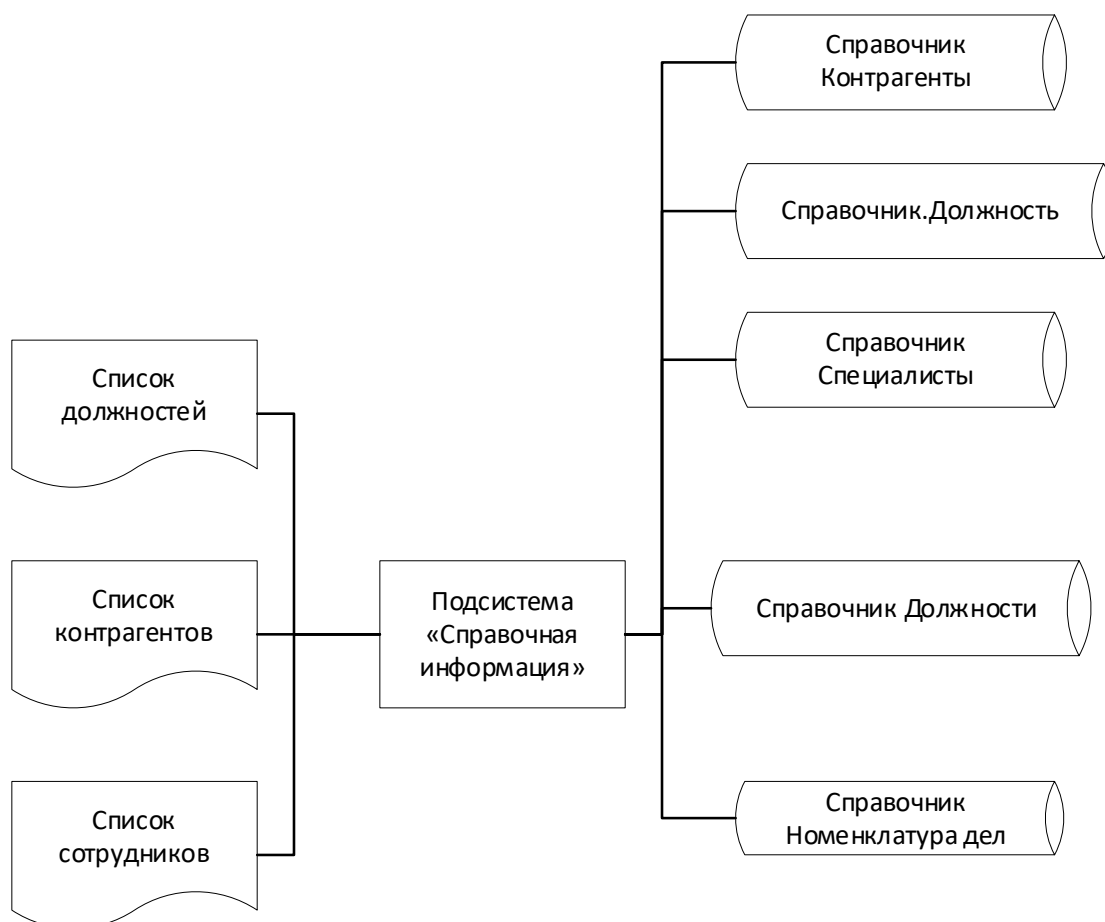 Справочник
Контрагенты
Справочник.Должность
Справочник
Специалисты
Список
должностей
Список
контрагентов
Подсистема
«Справочная
информация»
Справочник Должности
Список
сотрудников
Справочник
Номенклатура дел